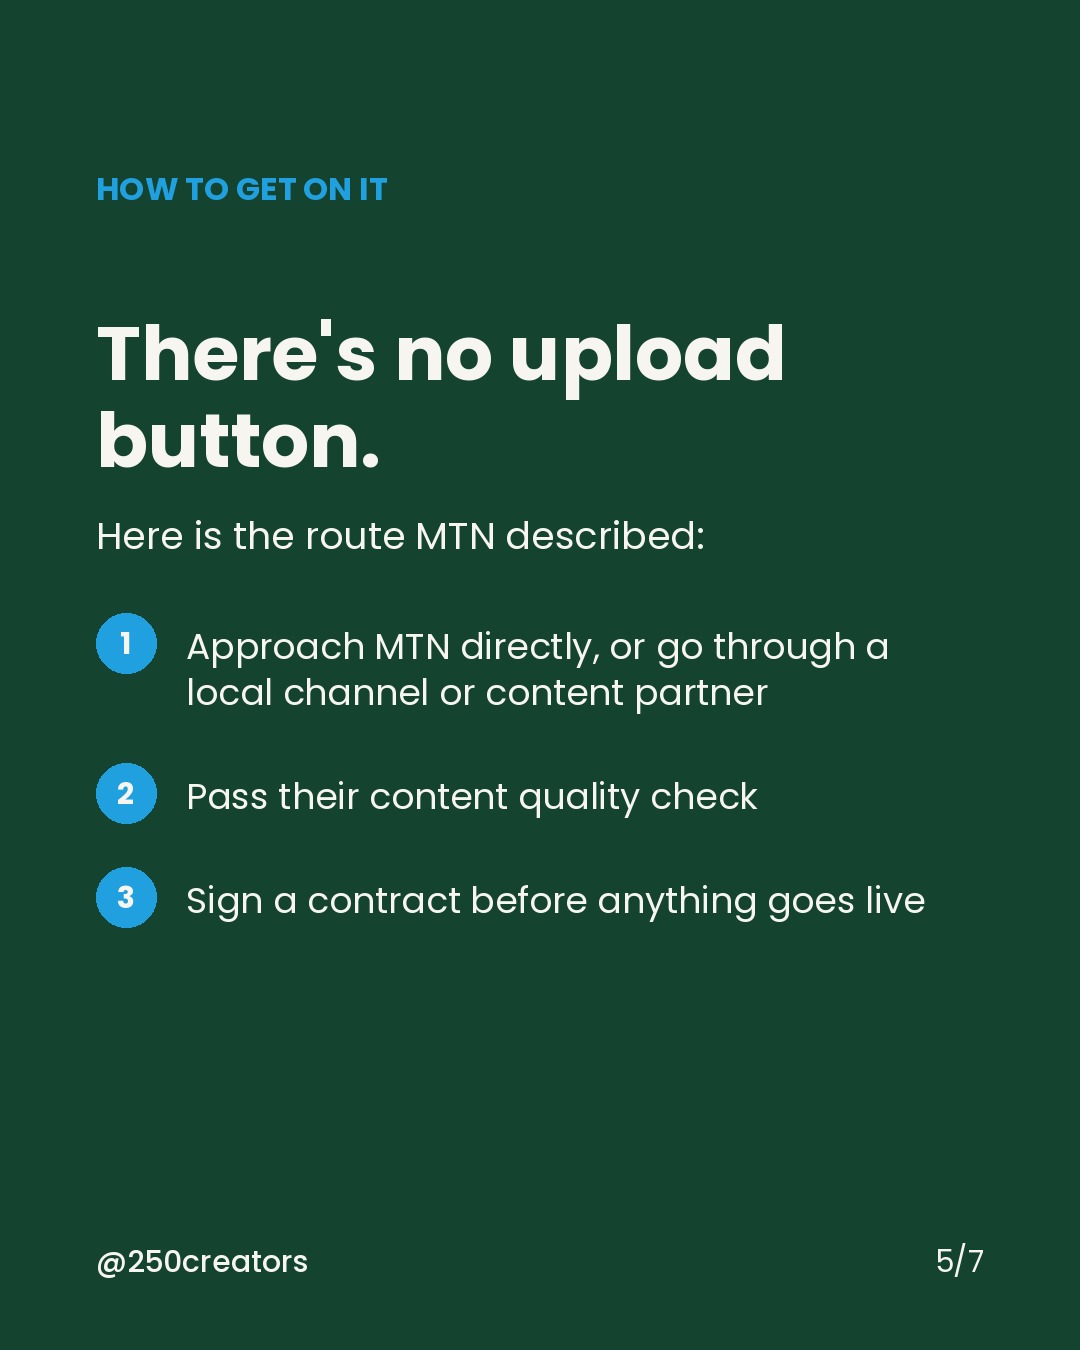 HOW TO GET ON IT
There's no upload
button.
Here is the route MTN described:
1
Approach MTN directly, or go through a
local channel or content partner
2
Pass their content quality check
3
Sign a contract before anything goes live
@250creators
5/7